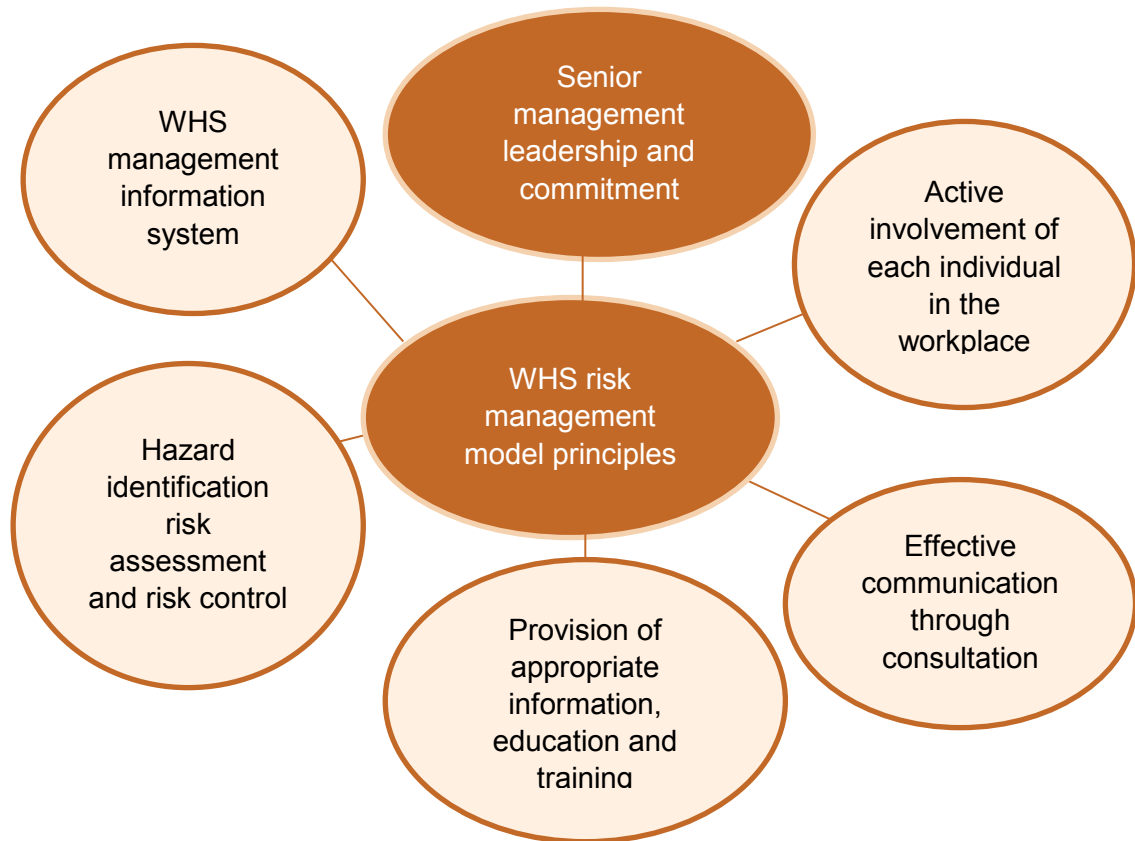 Senior
management
leadership and
commitment
WHS
management
information
system
Active
involvement of
each individual
in the
workplace
WHS risk
management
model principles
Hazard
identification
risk
assessment
and risk control
Effective
communication
through
consultation
Provision of
appropriate
information,
education and
training